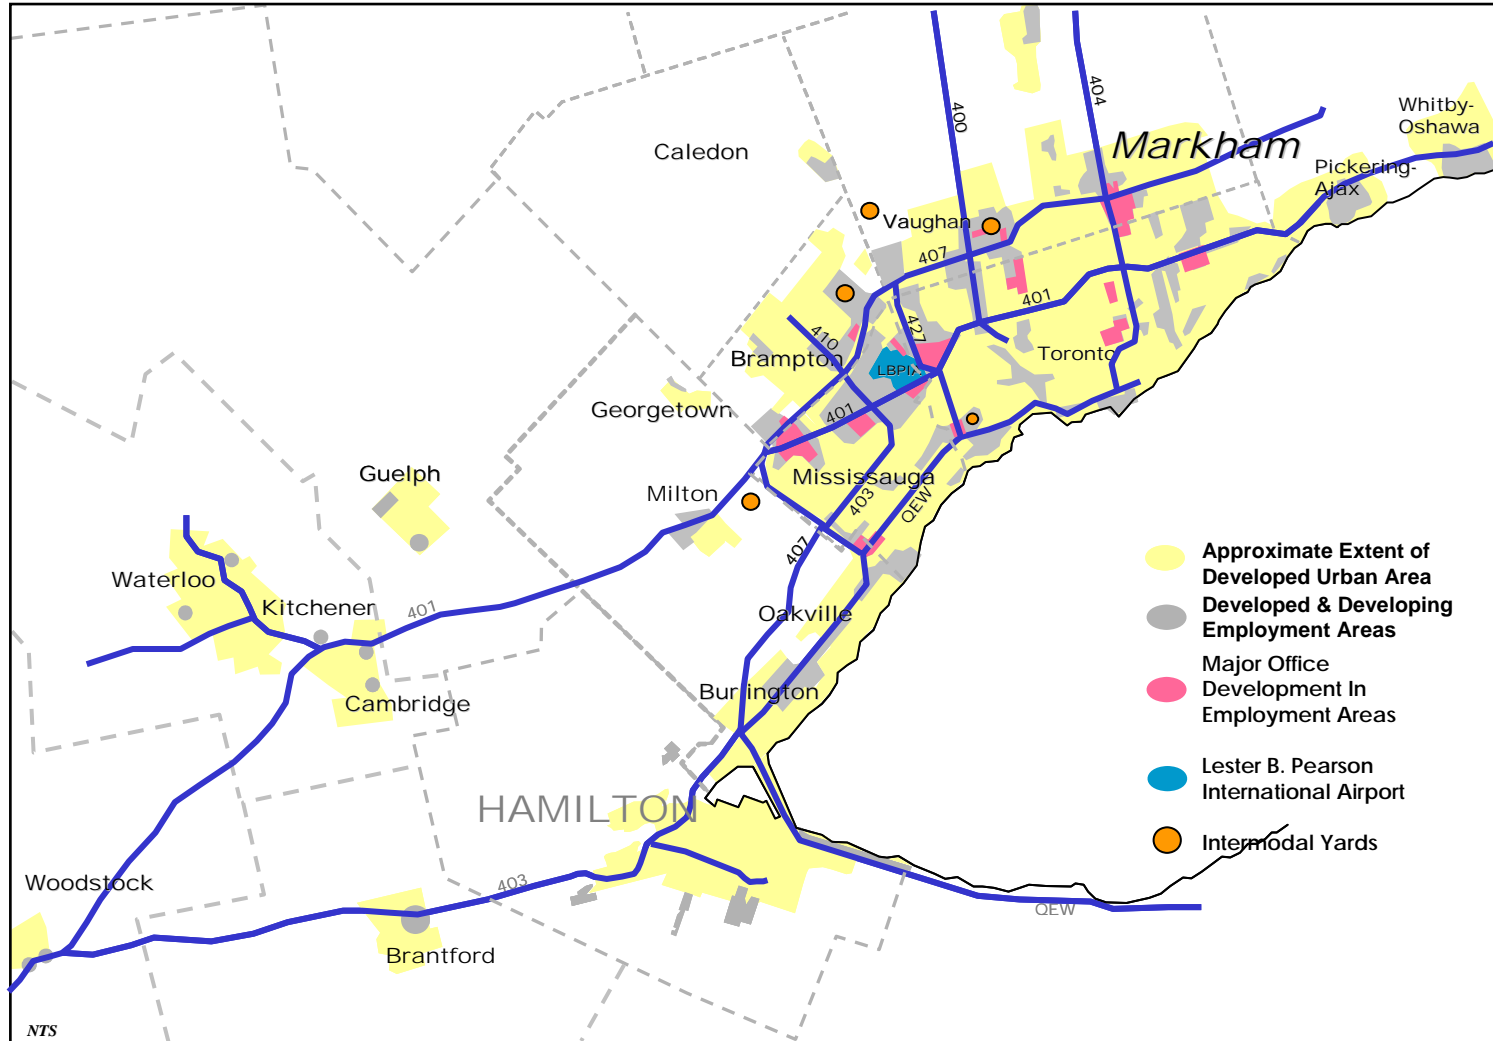 Whitby-
Oshawa
404
400
Markham
Caledon
Pickering-
Ajax
Vaughan
407
401
427
410
Toronto
Brampton
LBPIA
Georgetown
401
Guelph
Mississauga
Milton
403
QEW
407
Approximate Extent of
Developed Urban Area
Waterloo
Kitchener
401
Oakville
Developed & Developing
Employment Areas
Major Office
Development In
Employment Areas
Cambridge
Burlington
Lester B. Pearson
International Airport
HAMILTON
Intermodal Yards
Woodstock
403
QEW
Brantford
NTS